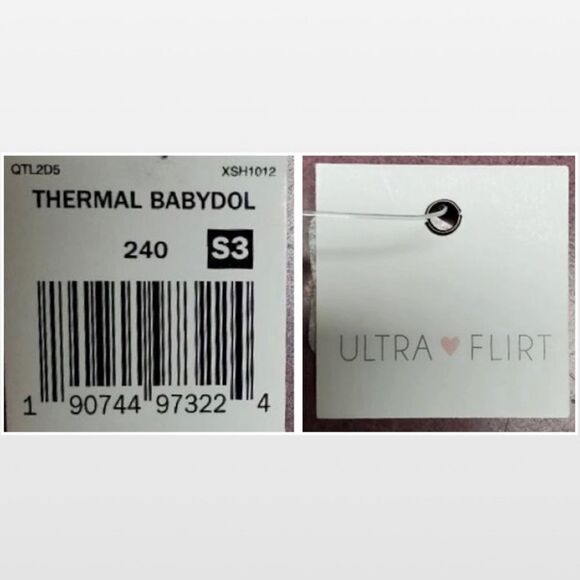 QTL2D5 XSH1012
THERMAL BABYDOL
240 S3
1 90744 97322 4
ULTRA FLIRT